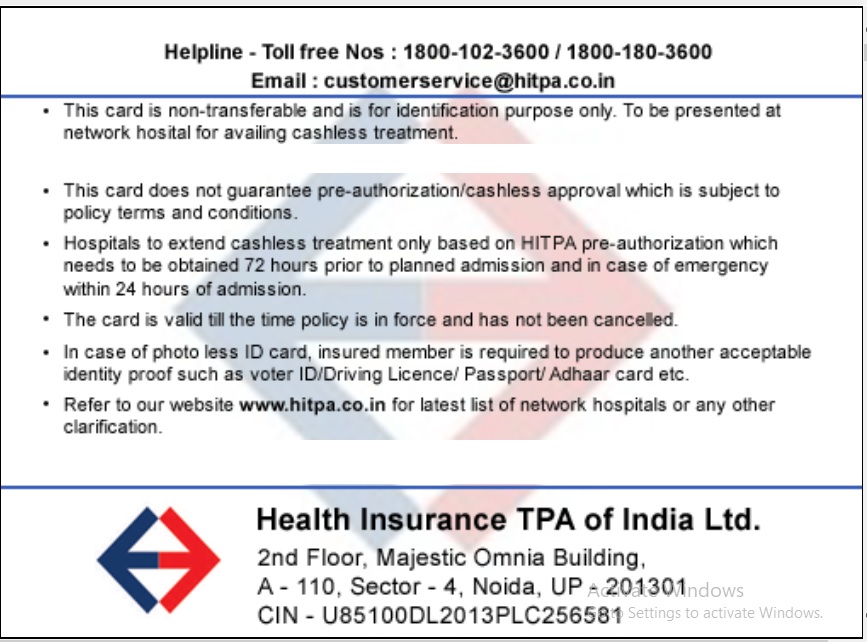 Helpline - Toll free Nos : 1800-102-3600 / 1800-180-3600
Email : customerservice@hitpa.co.in
• This card is non-transferable and is for identification purpose only. To be presented at
network hosital for availing cashless treatment.
• This card does not guarantee pre-authorization/cashless approval which is subject to
policy terms and conditions.
• Hospitals to extend cashless treatment only based on HITPA pre-authorization which
needs to be obtained 72 hours prior to planned admission and in case of emergency
within 24 hours of admission.
• The card is valid till the time policy is in force and has not been cancelled.
• In case of photo less ID card, insured member is required to produce another acceptable
identity proof such as voter ID/Driving Licence/ Passport/ Adhaar card etc.
• Refer to our website www.hitpa.co.in for latest list of network hospitals or any other
clarification.
Health Insurance TPA of India Ltd.
2nd Floor, Majestic Omnia Building,
A - 110, Sector - 4, Noida, UP - 201301
Activate Windows
CIN - U85100DL2013PLC256581
Go to Settings to activate Windows.